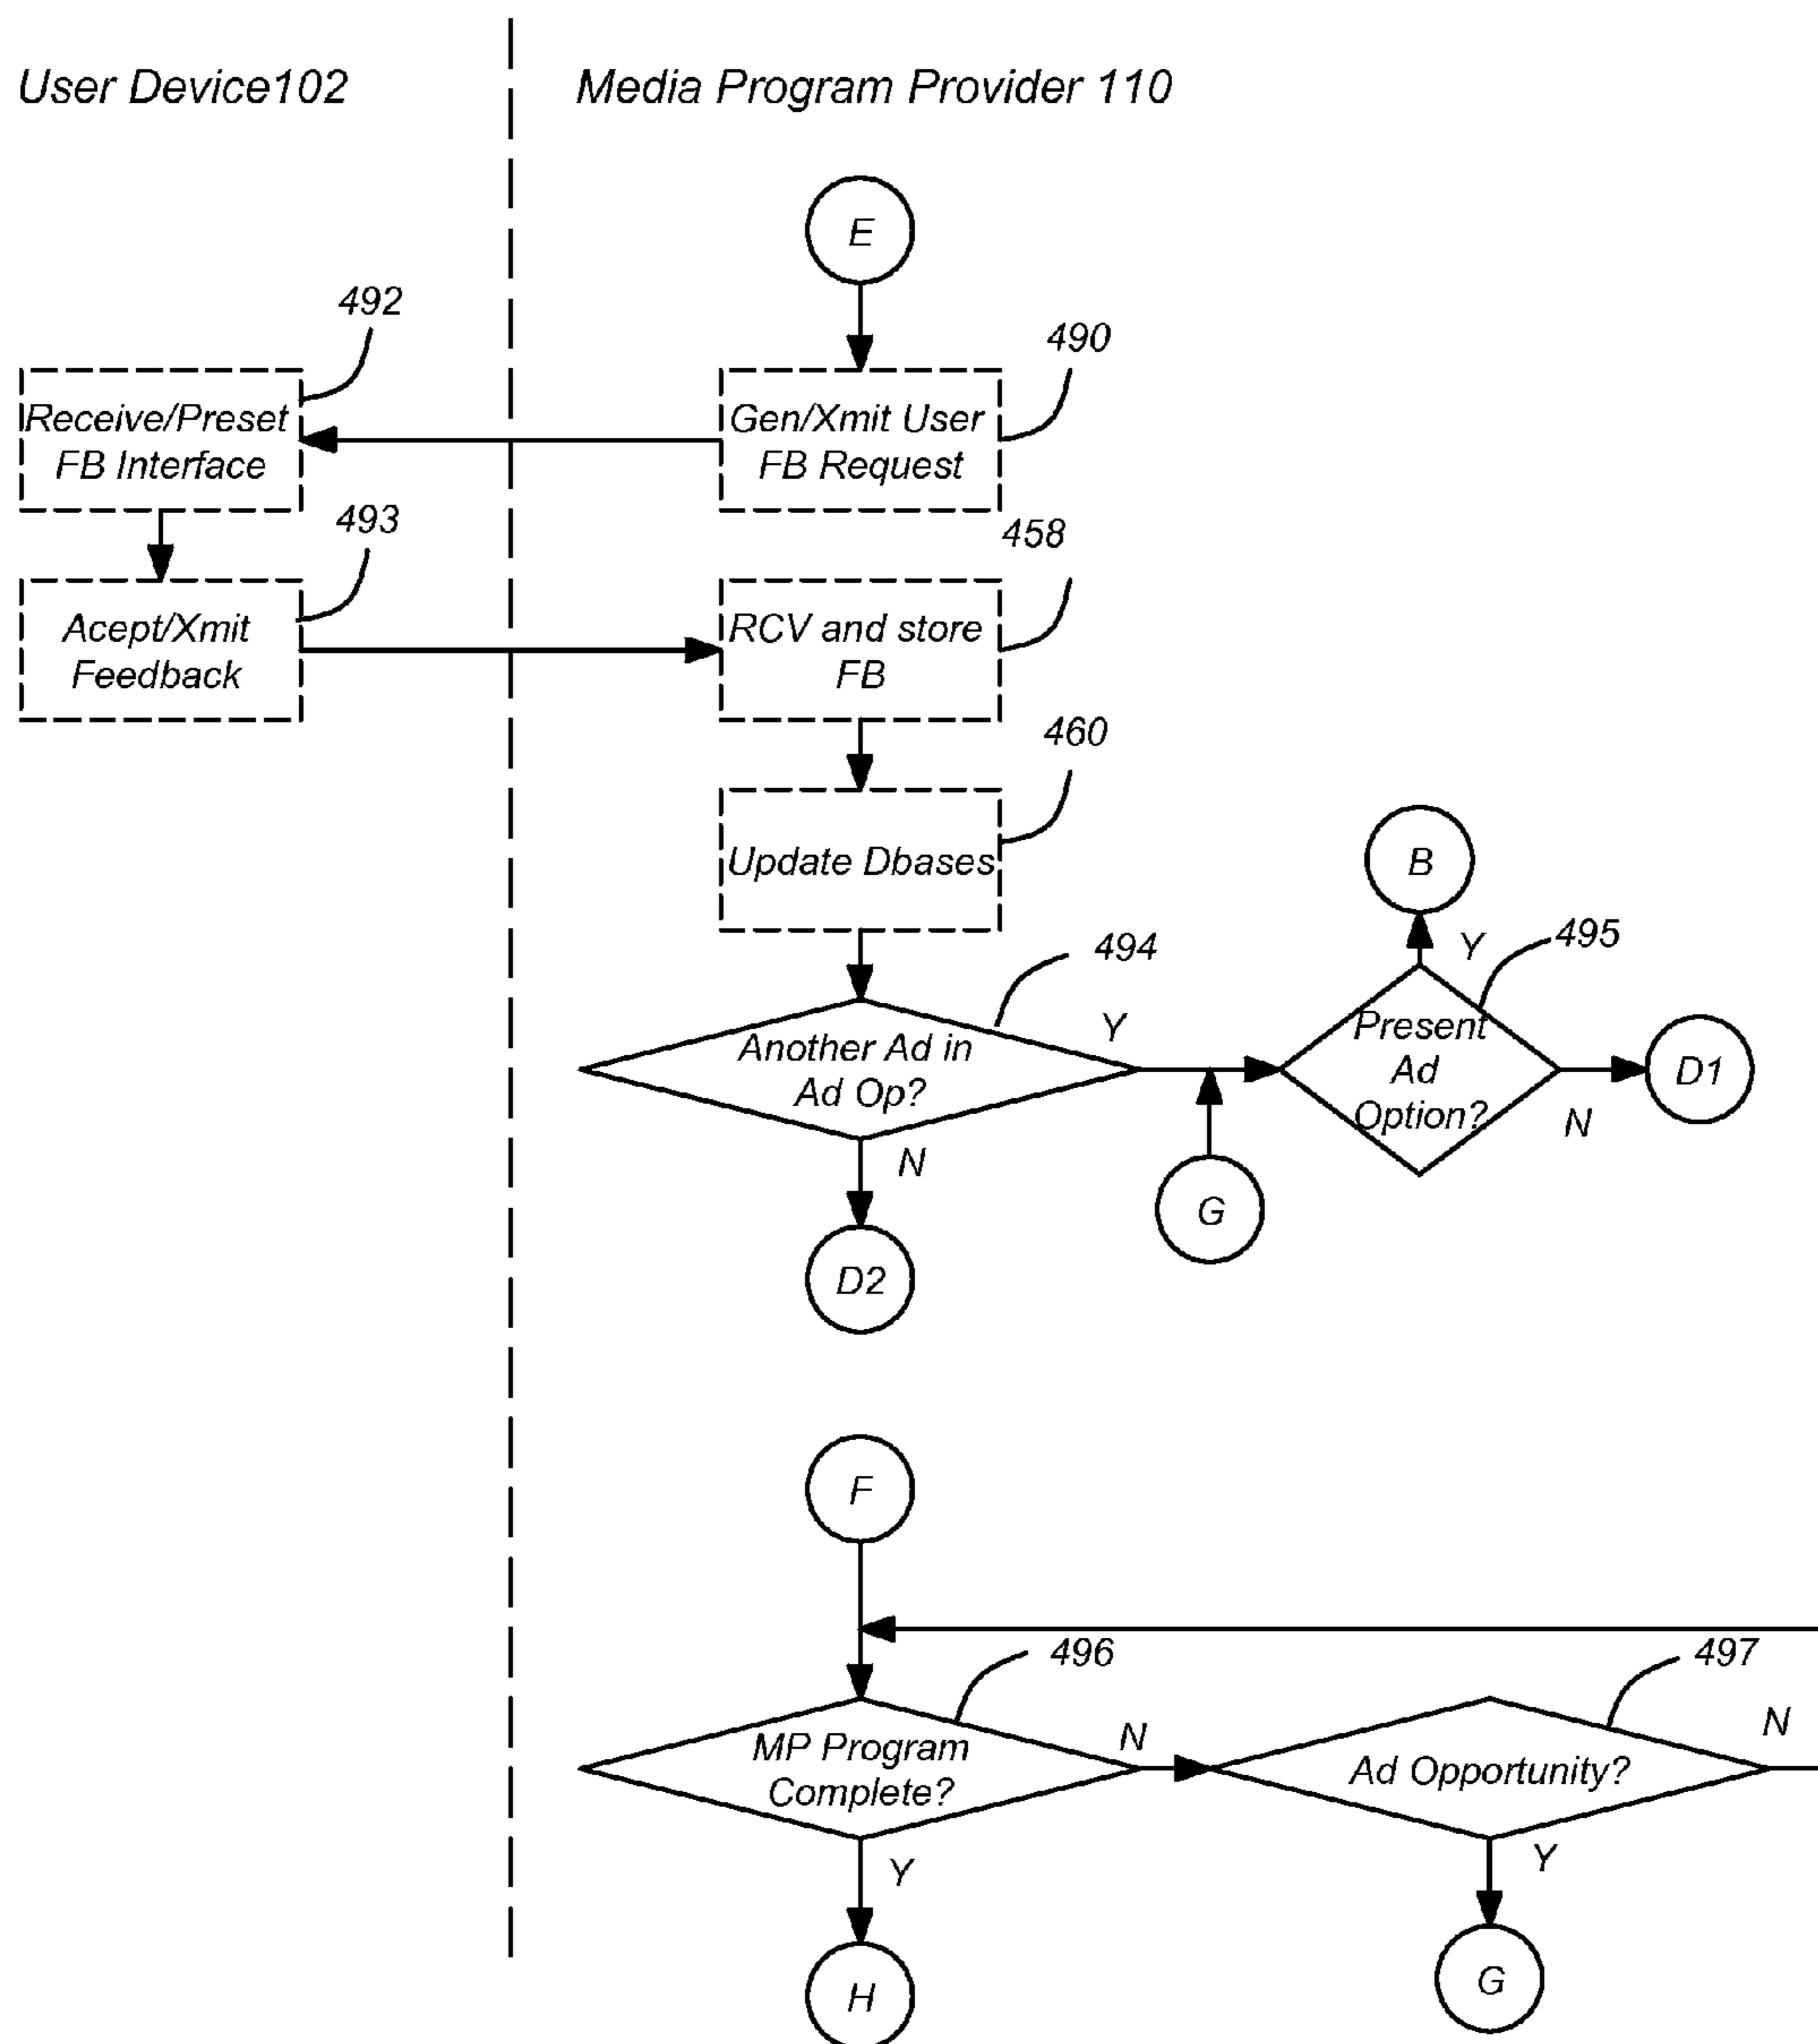 User Device102
Media Program Provider 110
E
492
490
Receive/Preset
FB Interface
Gen/Xmit User
FB Request
493
458
Acept/Xmit
Feedback
RCV and store
FB
460
Update Dbases
B
494
Y
495
Another Ad in
Ad Op?
Y
Present
Ad
Option?
D1
N
N
G
D2
F
496
497
MP Program
Complete?
N
Ad Opportunity?
N
Y
Y
H
G